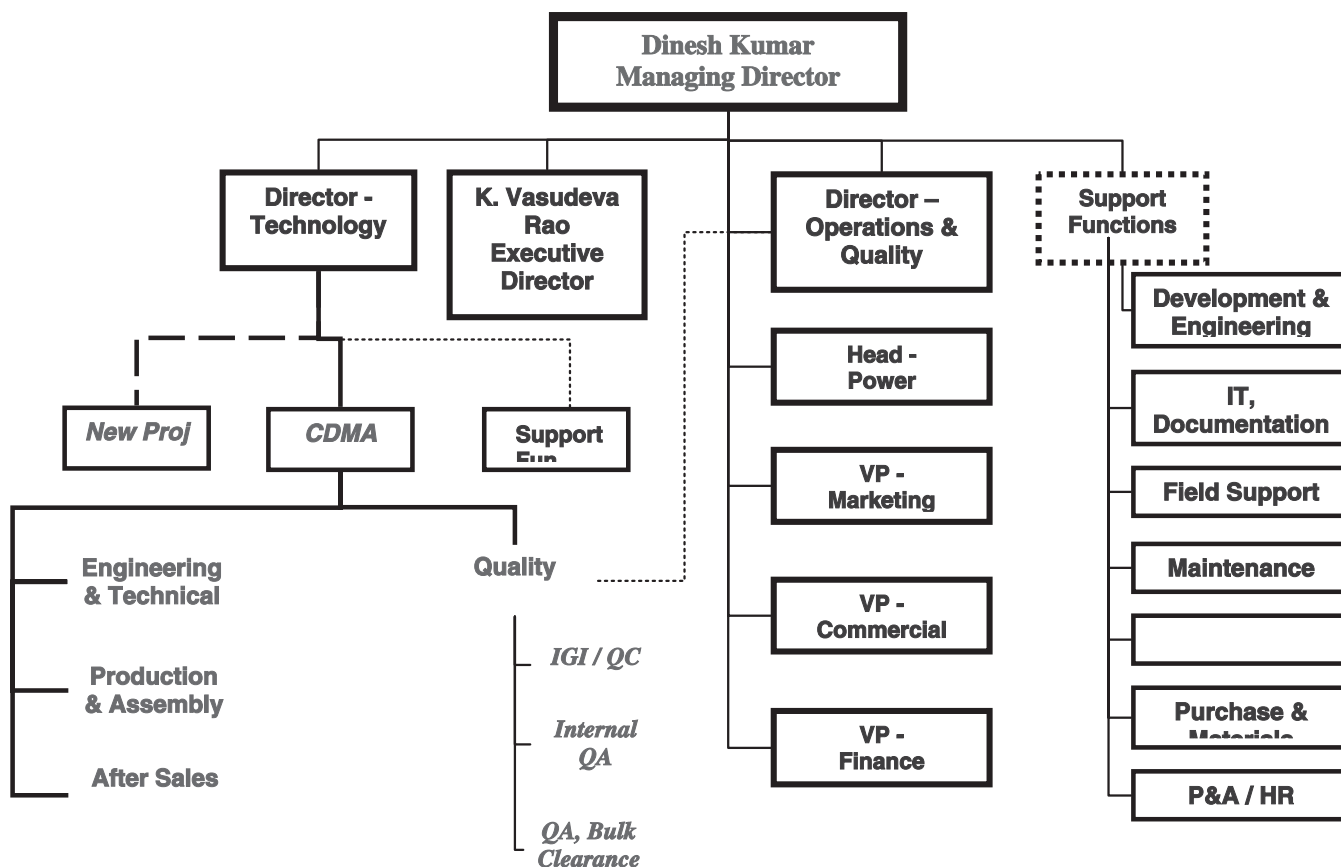 Dinesh Kumar
Managing Director
Director -
Technology
K. Vasudeva
Rao
Executive
Director
Director –
Operations &
Quality
Support
Functions
Development &
Engineering
Head -
Power
IT,
Documentation
New Proj
CDMA
Support
VP -
Marketing
Field Support
Engineering
& Technical
Quality
Maintenance
VP -
Commercial
IGI / QC
Production
& Assembly
Internal
QA
Purchase &
Materials
VP -
Finance
After Sales
P&A / HR
QA, Bulk
Clearance